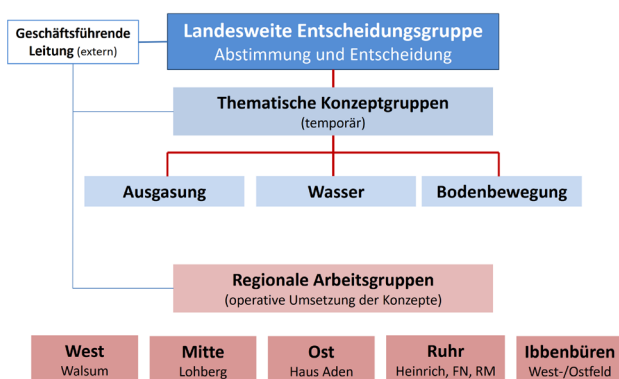 Geschäftsführende
Leitung (extern)
Landesweite Entscheidungsgruppe
Abstimmung und Entscheidung
Thematische Konzeptgruppen
(temporär)
Ausgasung
Wasser
Bodenbewegung
Regionale Arbeitsgruppen
(operative Umsetzung der Konzepte)
West
Walsum
Mitte
Lohberg
Ost
Haus Aden
Ruhr
Heinrich, FN, RM
Ibbenbüren
West-/Ostfeld